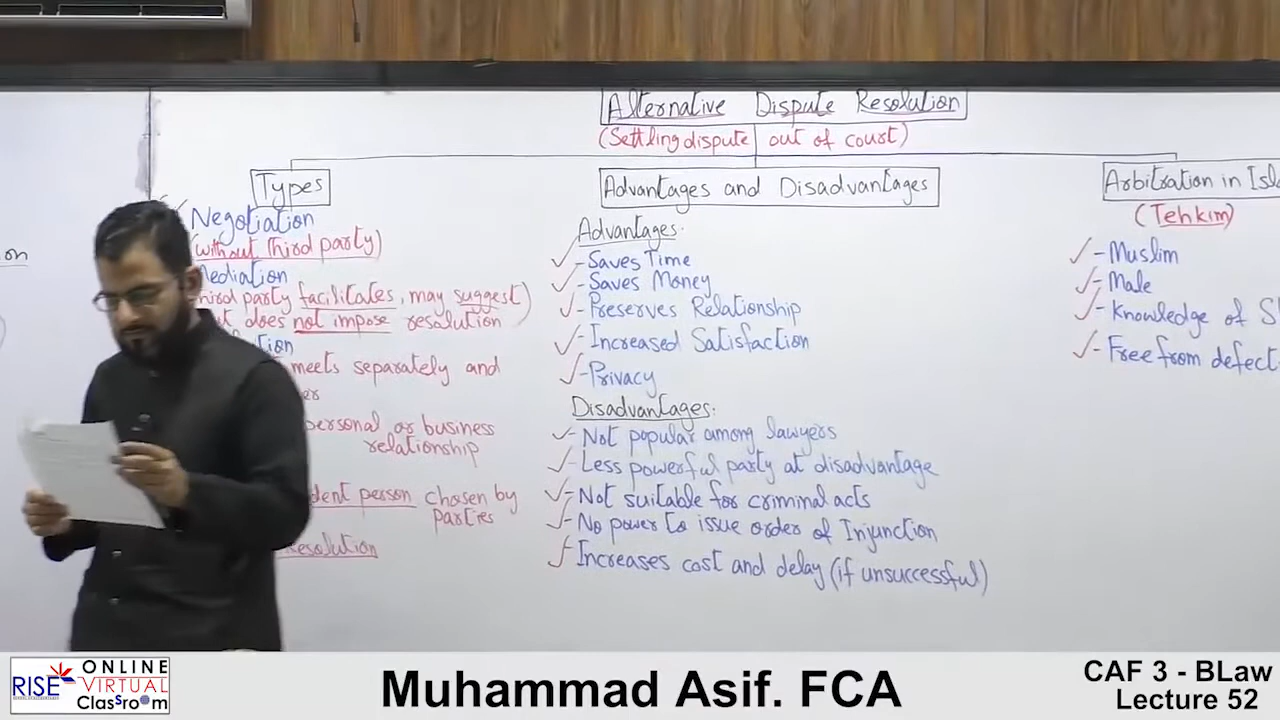 Alternative Dispute Resolution
(Settling dispute out of court)
Types
Negotiation
(without third party)
Mediation
third party facilitates, may suggest)
does not impose resolution
meets separately and
personal or business
relationship
person chosen by
parties
Resolution
Advantages and Disadvantages
Advantages:
- Saves Time
- Saves Money
- Preserves Relationship
- Increased Satisfaction
- Privacy
Disadvantages:
- Not popular among lawyers
- Less powerful party at disadvantage
- Not suitable for criminal acts
- No power to issue order of Injunction
- Increases cost and delay (if unsuccessful)
Arbitration in
(Tehkim)
- Muslim
- Male
- Knowledge of
- Free from defect
on
RISE
ONLINE
VIRTUAL
Classroom
Muhammad Asif. FCA
CAF 3 - BLaw
Lecture 52